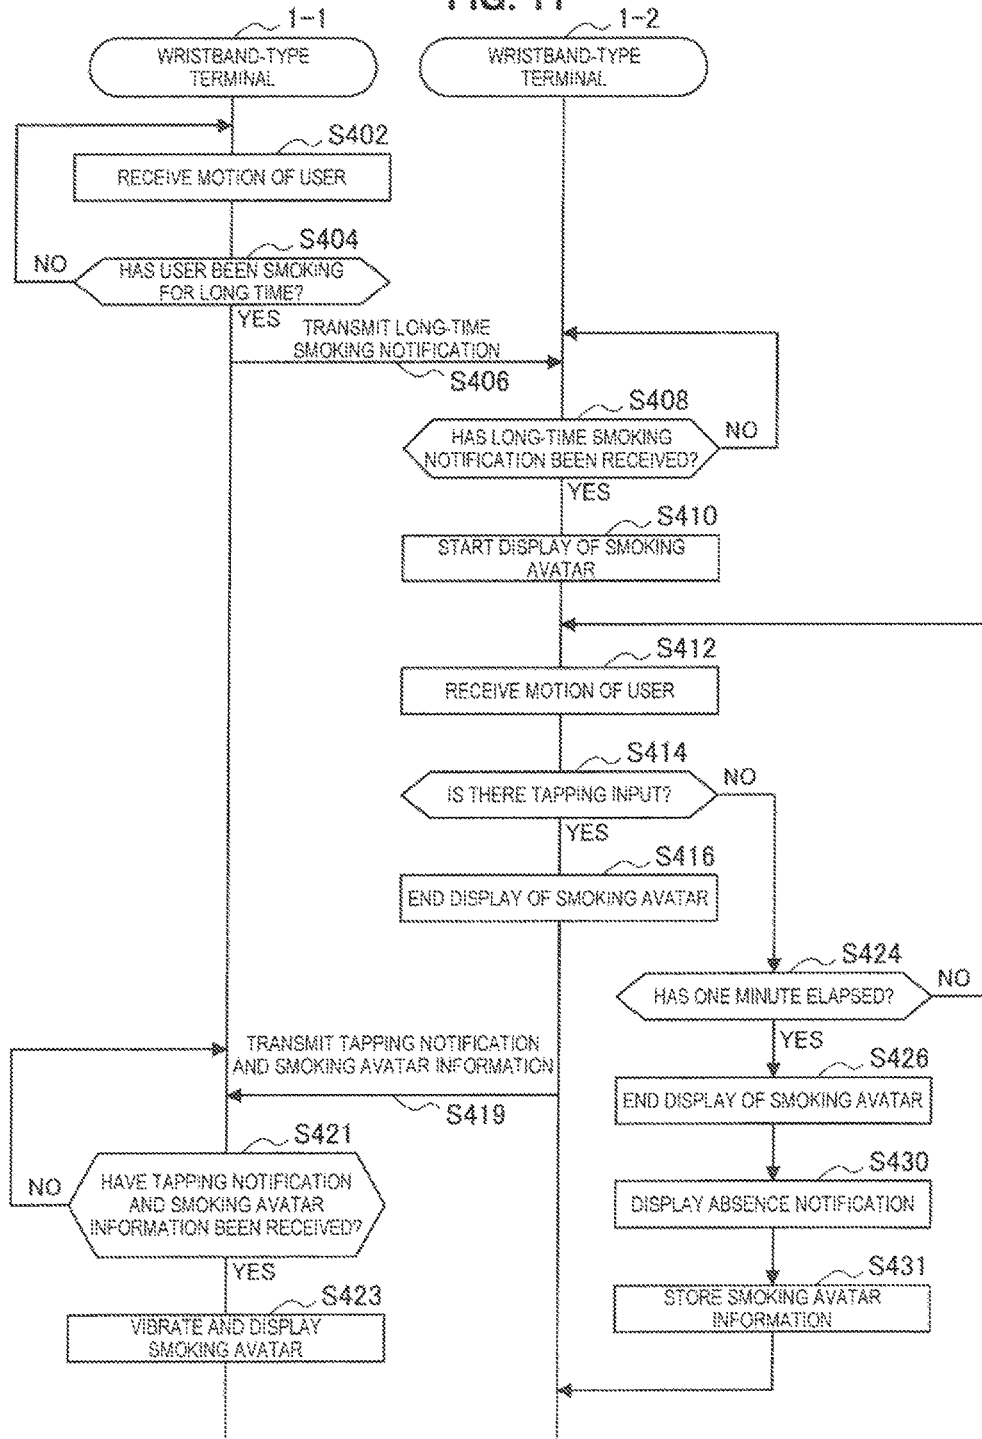 FIG. 11
1-1
1-2
WRISTBAND-TYPE
TERMINAL
WRISTBAND-TYPE
TERMINAL
S402
RECEIVE MOTION OF USER
S404
NO
HAS USER BEEN SMOKING
FOR LONG TIME?
YES
TRANSMIT LONG-TIME
SMOKING NOTIFICATION
S406
S408
HAS LONG-TIME SMOKING
NOTIFICATION BEEN RECEIVED?
NO
YES
S410
START DISPLAY OF SMOKING
AVATAR
S412
RECEIVE MOTION OF USER
S414
IS THERE TAPPING INPUT?
NO
YES
S416
END DISPLAY OF SMOKING AVATAR
S424
HAS ONE MINUTE ELAPSED?
NO
YES
TRANSMIT TAPPING NOTIFICATION
AND SMOKING AVATAR INFORMATION
S419
S426
END DISPLAY OF SMOKING AVATAR
S421
NO
HAVE TAPPING NOTIFICATION
AND SMOKING AVATAR
INFORMATION BEEN RECEIVED?
YES
S430
DISPLAY ABSENCE NOTIFICATION
S423
VIBRATE AND DISPLAY
SMOKING AVATAR
S431
STORE SMOKING AVATAR
INFORMATION